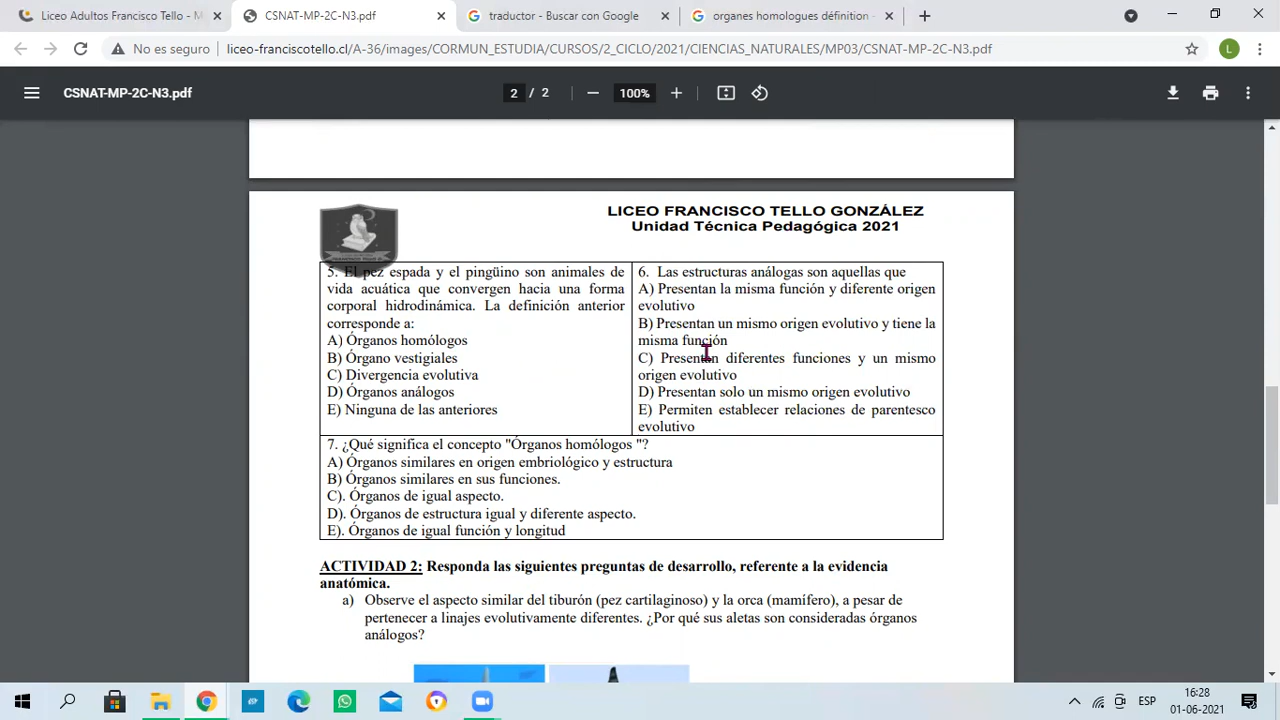 Liceo Adultos Francisco Tello - M
CSNAT-MP-2C-N3.pdf
traductor - Buscar con Google
organes homologues définition -
No es seguro
liceo-franciscotello.cl/A-36/images/CORMUN_ESTUDIA/CURSOS/2_CICLO/2021/CIENCIAS_NATURALES/MP03/CSNAT-MP-2C-N3.pdf
L
CSNAT-MP-2C-N3.pdf
2 / 2
100%
LICEO FRANCISCO TELLO GONZÁLEZ
Unidad Técnica Pedagógica 2021
5. El pez espada y el pingüino son animales de
vida acuática que convergen hacia una forma
corporal hidrodinámica. La definición anterior
corresponde a:
A) Órganos homólogos
B) Órgano vestigiales
C) Divergencia evolutiva
D) Órganos análogos
E) Ninguna de las anteriores
6. Las estructuras análogas son aquellas que
A) Presentan la misma función y diferente origen
evolutivo
B) Presentan un mismo origen evolutivo y tiene la
misma función
C) Presentan diferentes funciones y un mismo
origen evolutivo
D) Presentan solo un mismo origen evolutivo
E) Permiten establecer relaciones de parentesco
evolutivo
7. ¿Qué significa el concepto "Órganos homólogos "?
A) Órganos similares en origen embriológico y estructura
B) Órganos similares en sus funciones.
C). Órganos de igual aspecto.
D). Órganos de estructura igual y diferente aspecto.
E). Órganos de igual función y longitud
ACTIVIDAD 2: Responda las siguientes preguntas de desarrollo, referente a la evidencia
anatómica.
a) Observe el aspecto similar del tiburón (pez cartilaginoso) y la orca (mamífero), a pesar de
pertenecer a linajes evolutivamente diferentes. ¿Por qué sus aletas son consideradas órganos
análogos?
ESP
16:28
01-06-2021